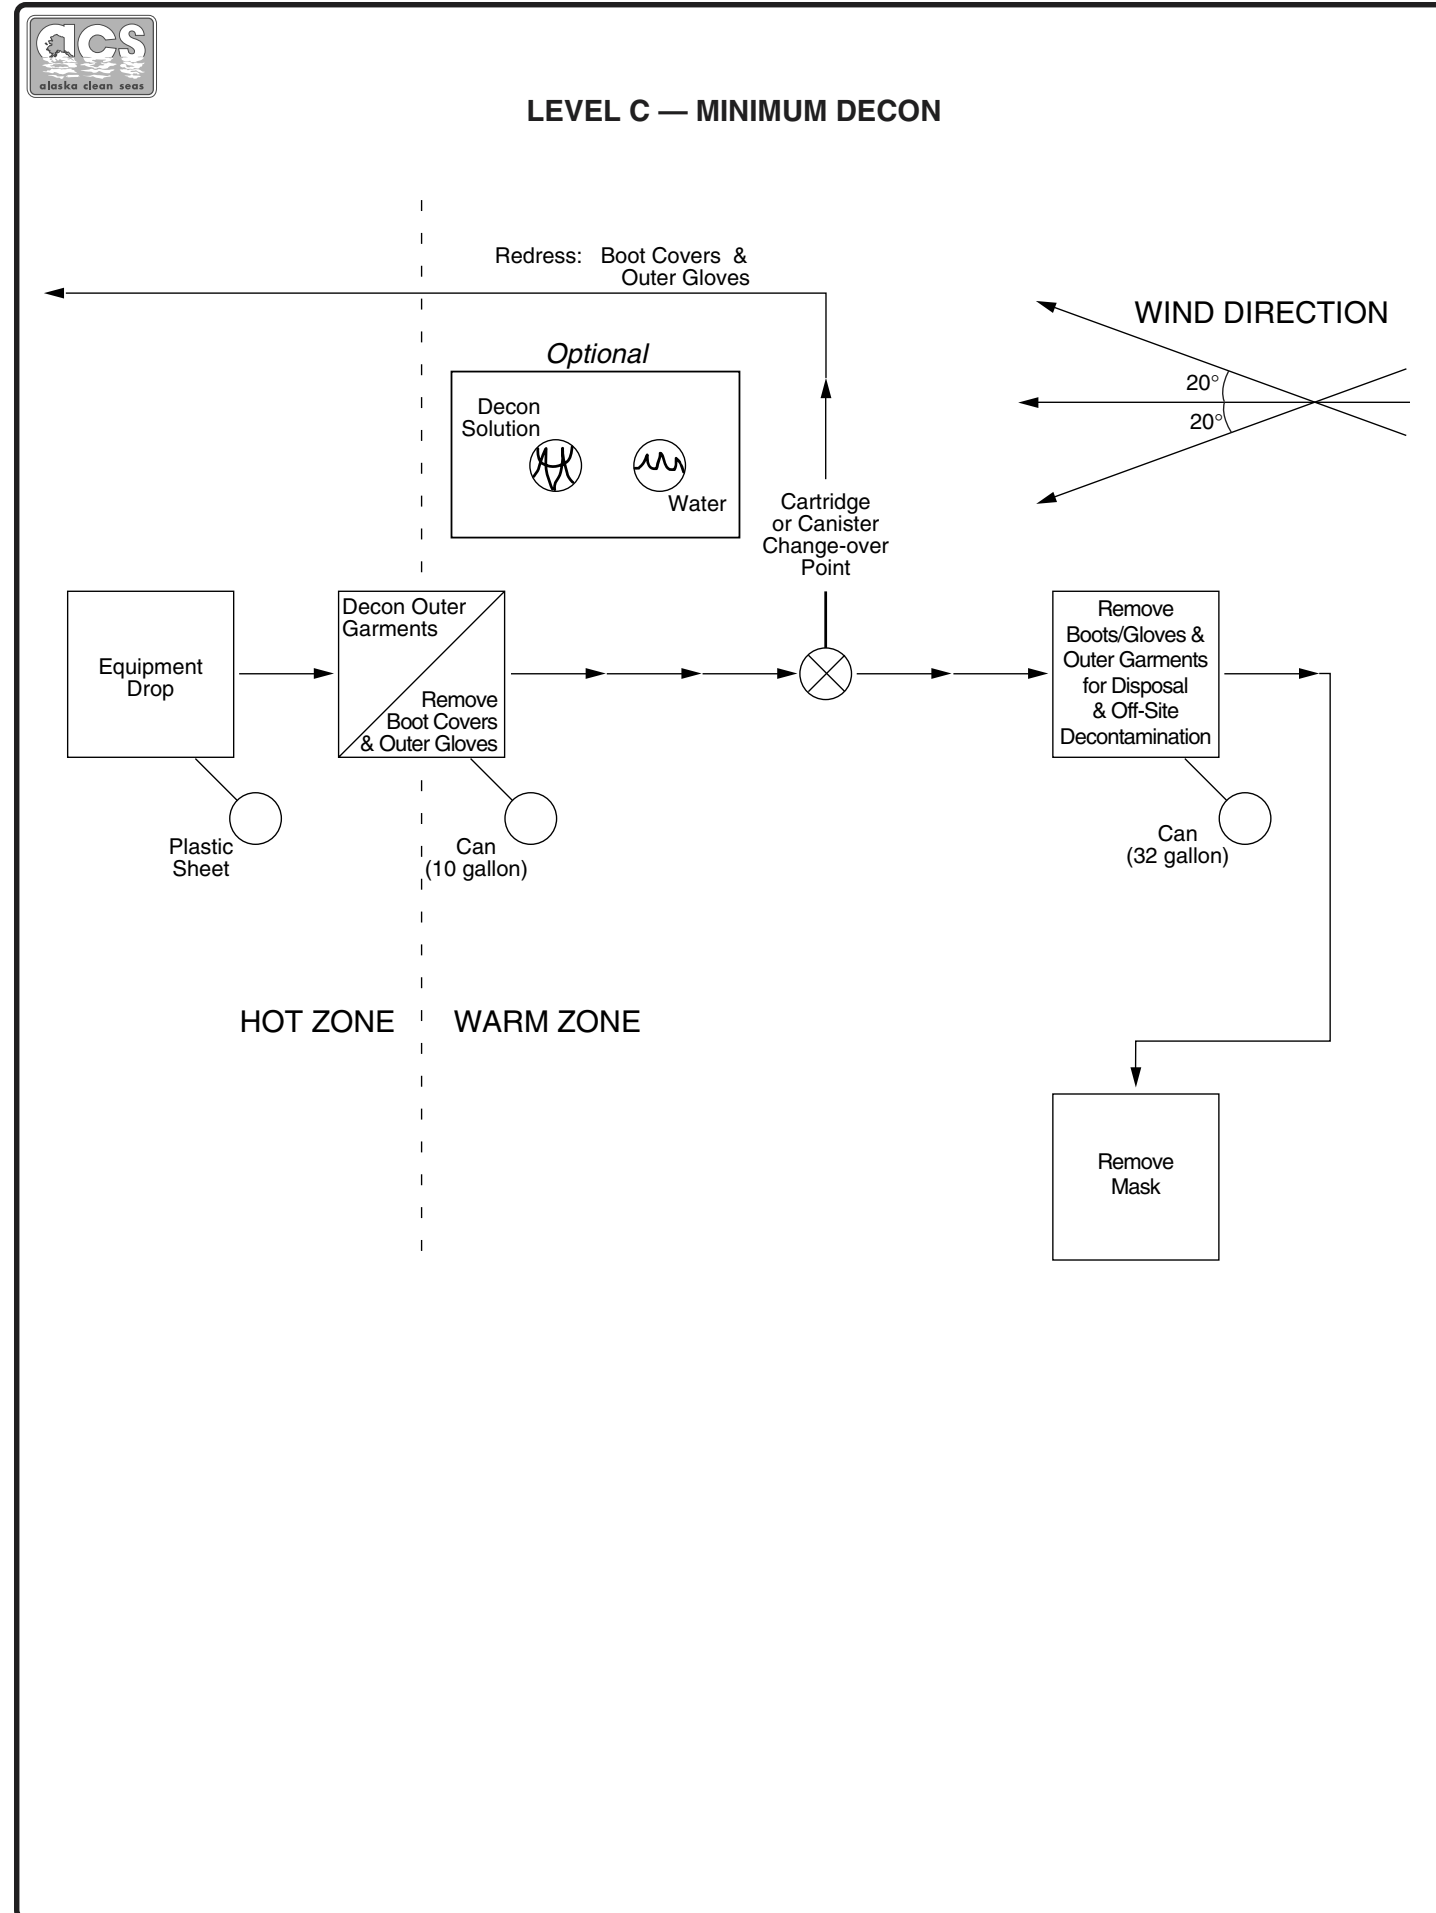 acs
alaska clean seas
LEVEL C — MINIMUM DECON
Redress: Boot Covers &
Outer Gloves
WIND DIRECTION
20°
20°
Optional
Decon
Solution
Water
Cartridge
or Canister
Change-over
Point
Equipment
Drop
Decon Outer
Garments
Remove
Boot Covers
& Outer Gloves
Remove
Boots/Gloves &
Outer Garments
for Disposal
& Off-Site
Decontamination
Plastic
Sheet
Can
(10 gallon)
Can
(32 gallon)
HOT ZONE
WARM ZONE
Remove
Mask